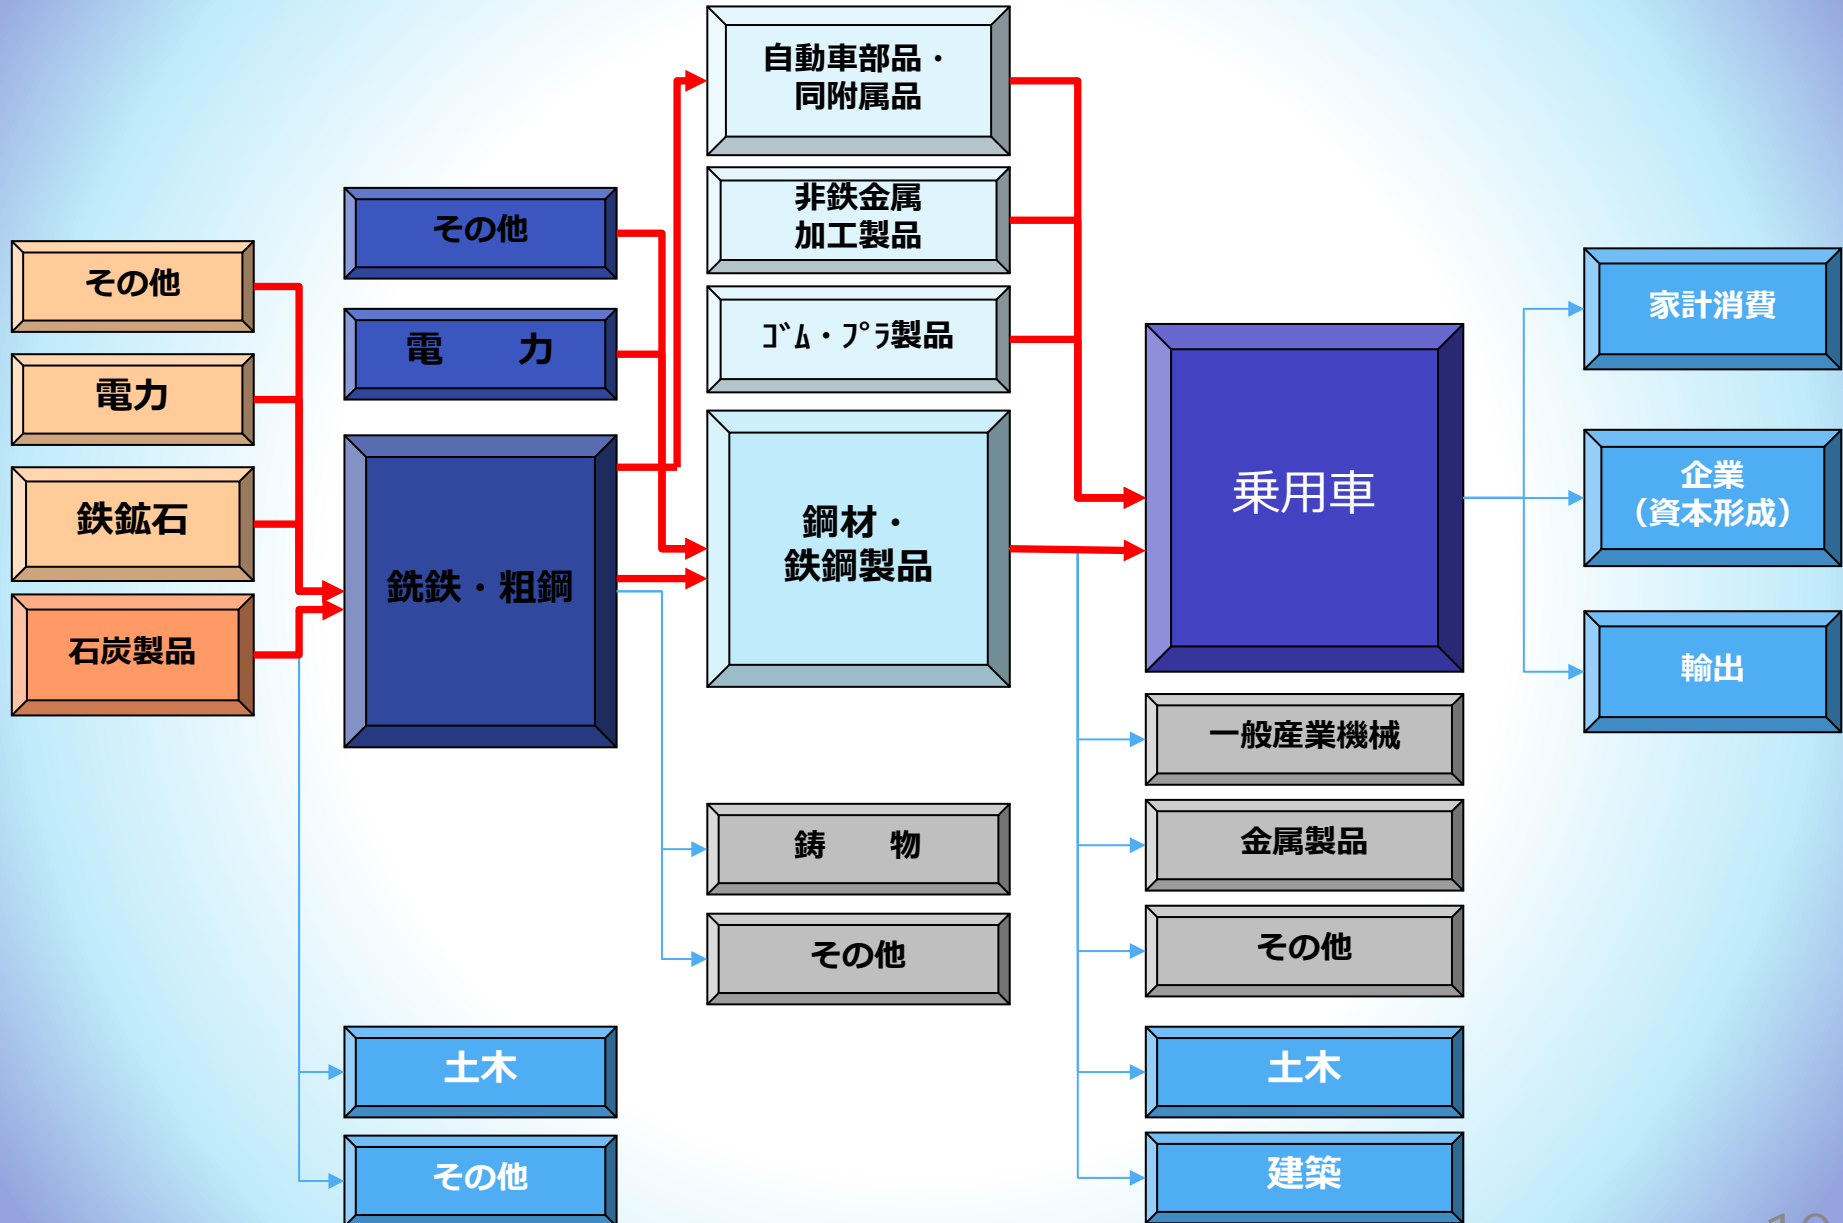 自動車部品・
同附属品
非鉄金属
加工製品
ｺﾞﾑ・ﾌﾟﾗ製品
鋼材・
鉄鋼製品
その他
電　　力
銑鉄・粗鋼
その他
電力
鉄鉱石
石炭製品
乗用車
家計消費
企業
（資本形成）
輸出
一般産業機械
金属製品
その他
土木
建築
鋳　　物
その他
土木
その他